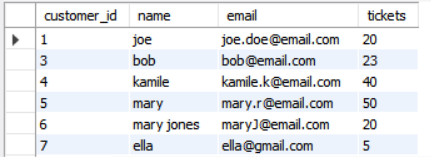 customer_id name email tickets
1 joe joe.doe@email.com 20
3 bob bob@email.com 23
4 kamile kamile.k@email.com 40
5 mary mary.r@email.com 50
6 mary jones maryJ@email.com 20
7 ella ella@gmail.com 5